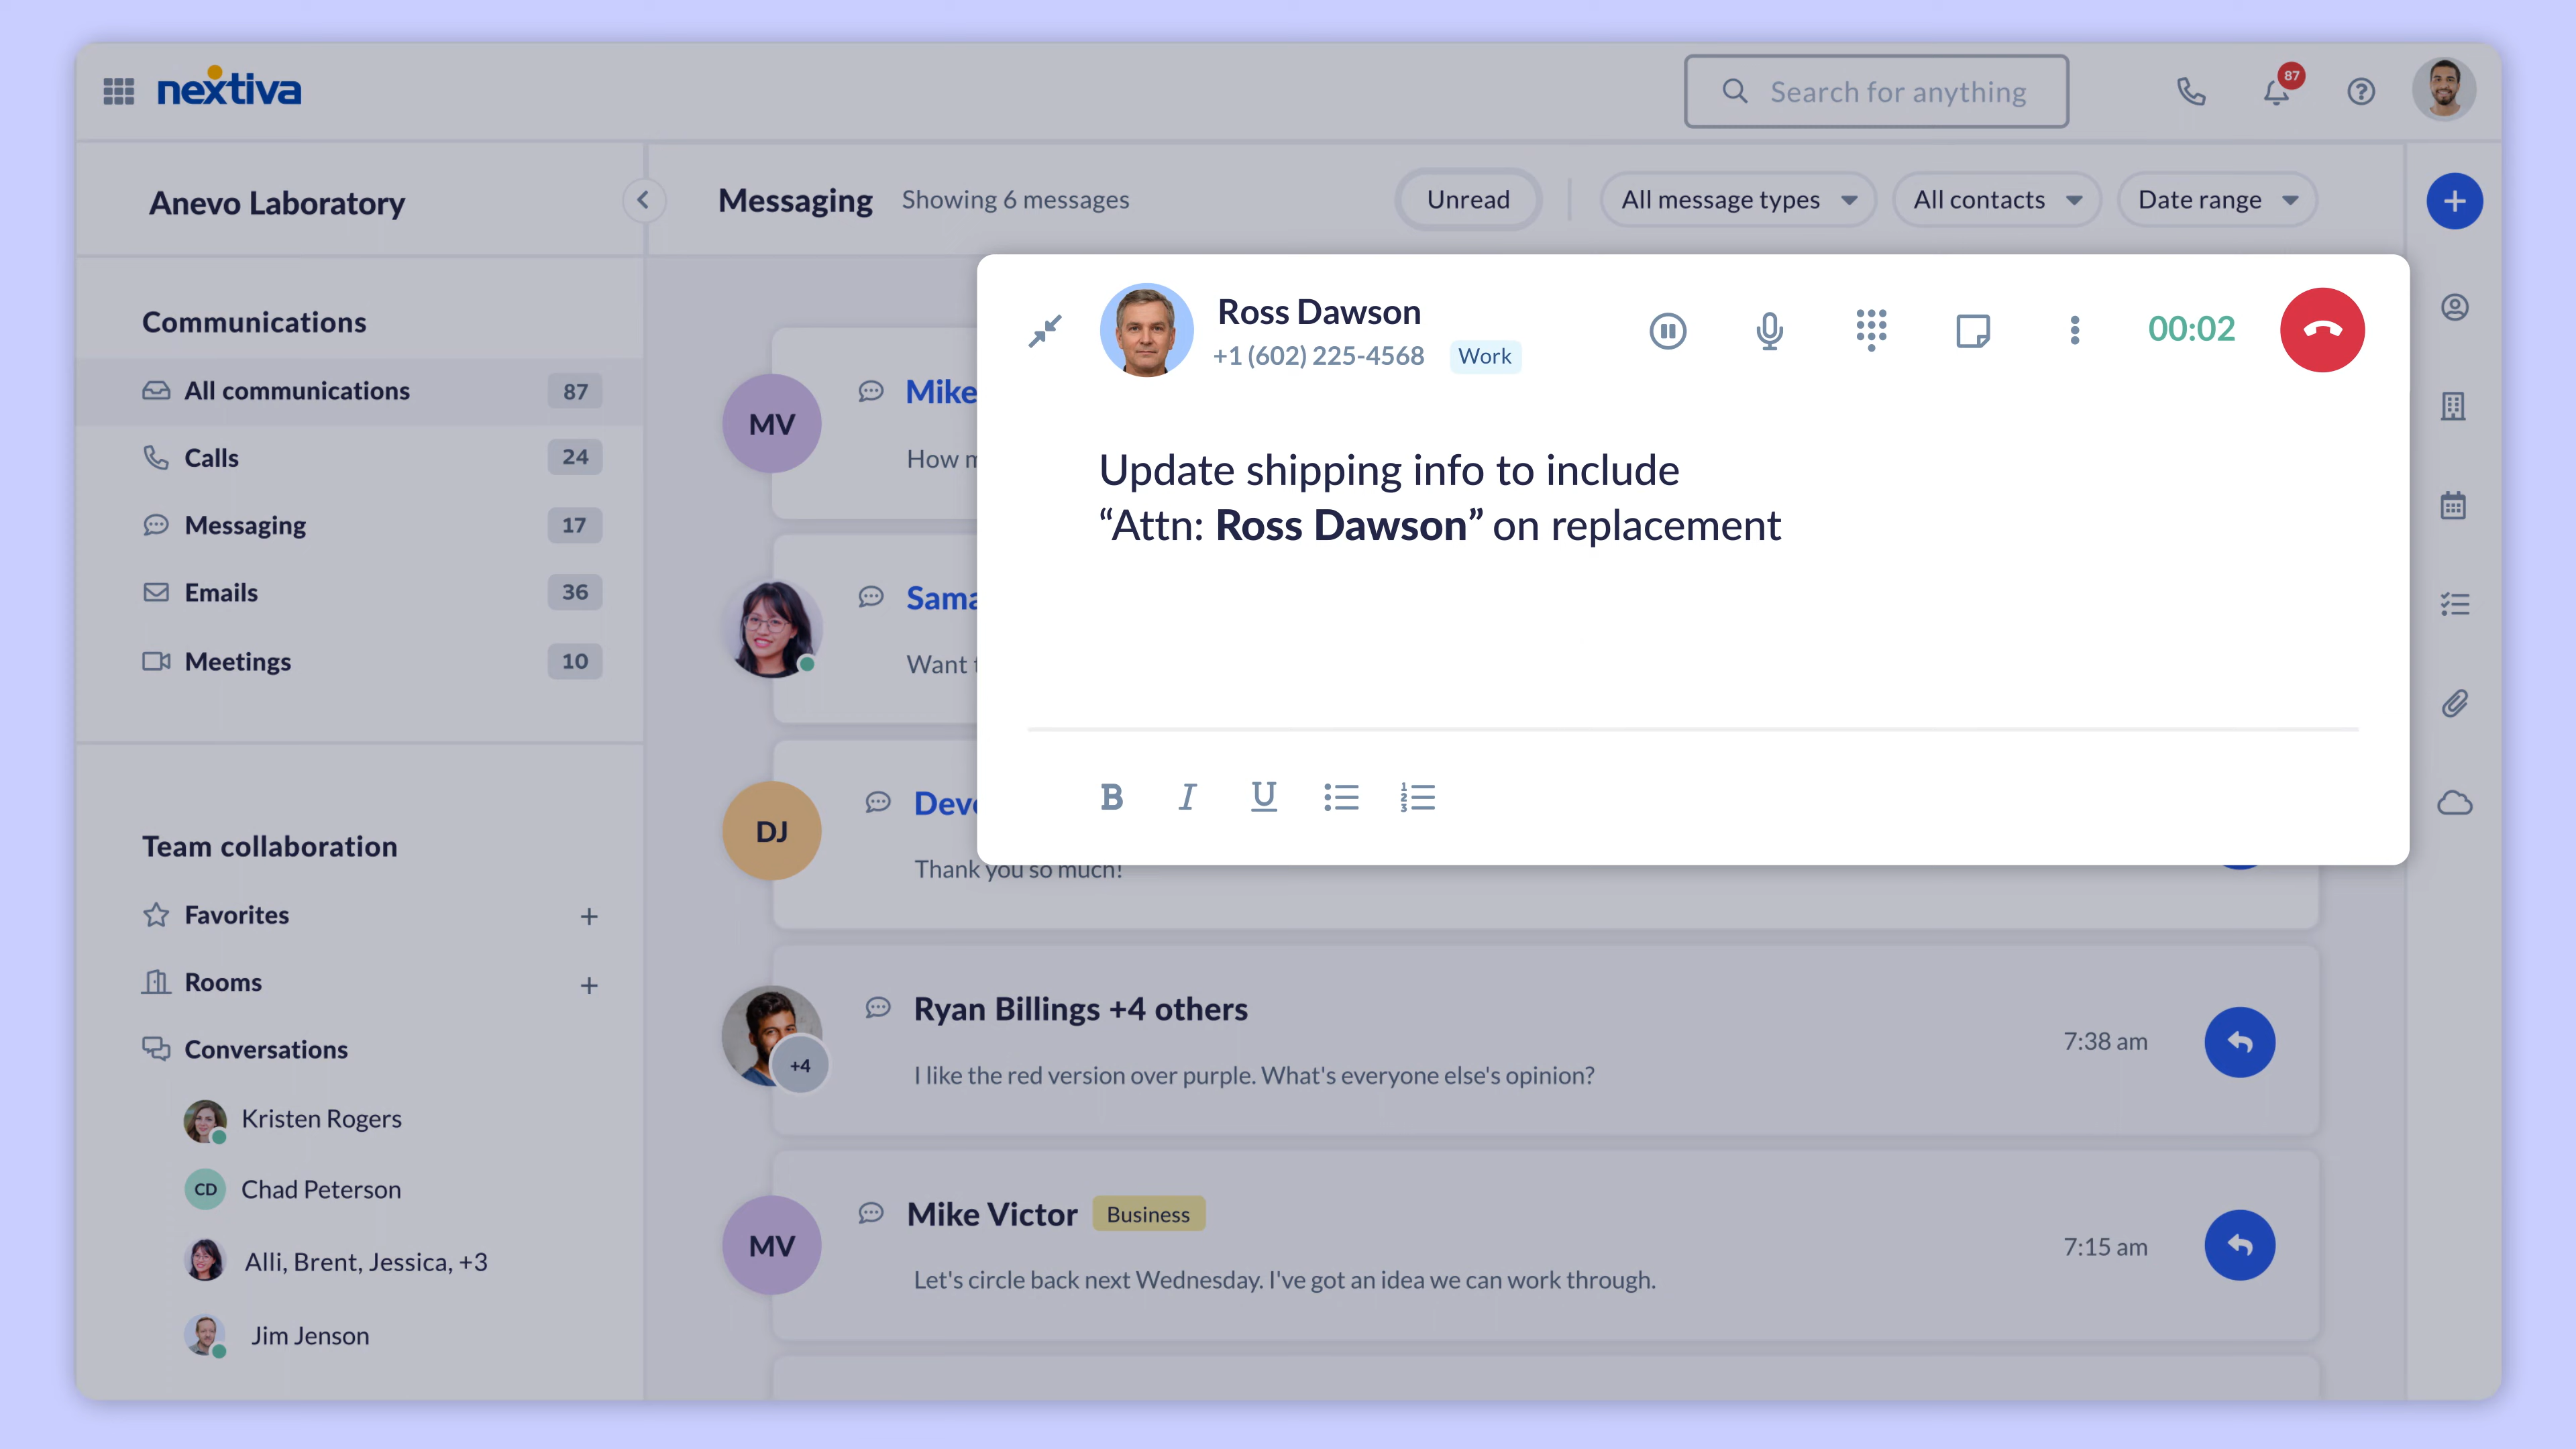 nextiva
Search for anything
87
Anevo Laboratory
Messaging Showing 6 messages
Unread All message types All contacts Date range
Communications
All communications 87
Calls 24
Messaging 17
Emails 36
Meetings 10
Team collaboration
Favorites +
Rooms +
Conversations
Kristen Rogers
CD Chad Peterson
Alli, Brent, Jessica, +3
Jim Jenson
Ross Dawson
+1 (602) 225-4568 Work
00:02
Update shipping info to include
“Attn: Ross Dawson” on replacement
B I U
1
2
3
MV Mike
How
Want
DJ
Thank you so much!
Ryan Billings +4 others
+4
7:38 am
I like the red version over purple. What's everyone else's opinion?
MV Mike Victor Business
7:15 am
Let's circle back next Wednesday. I've got an idea we can work through.